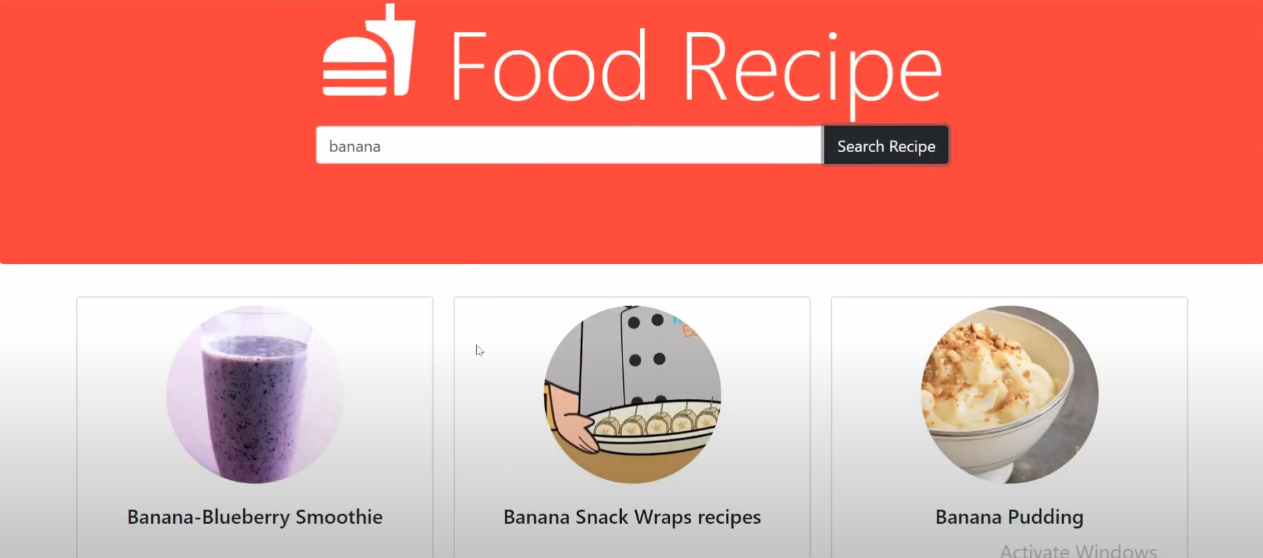 Food Recipe
banana
Search Recipe
Banana-Blueberry Smoothie
Banana Snack Wraps recipes
Banana Pudding
Activate Windows